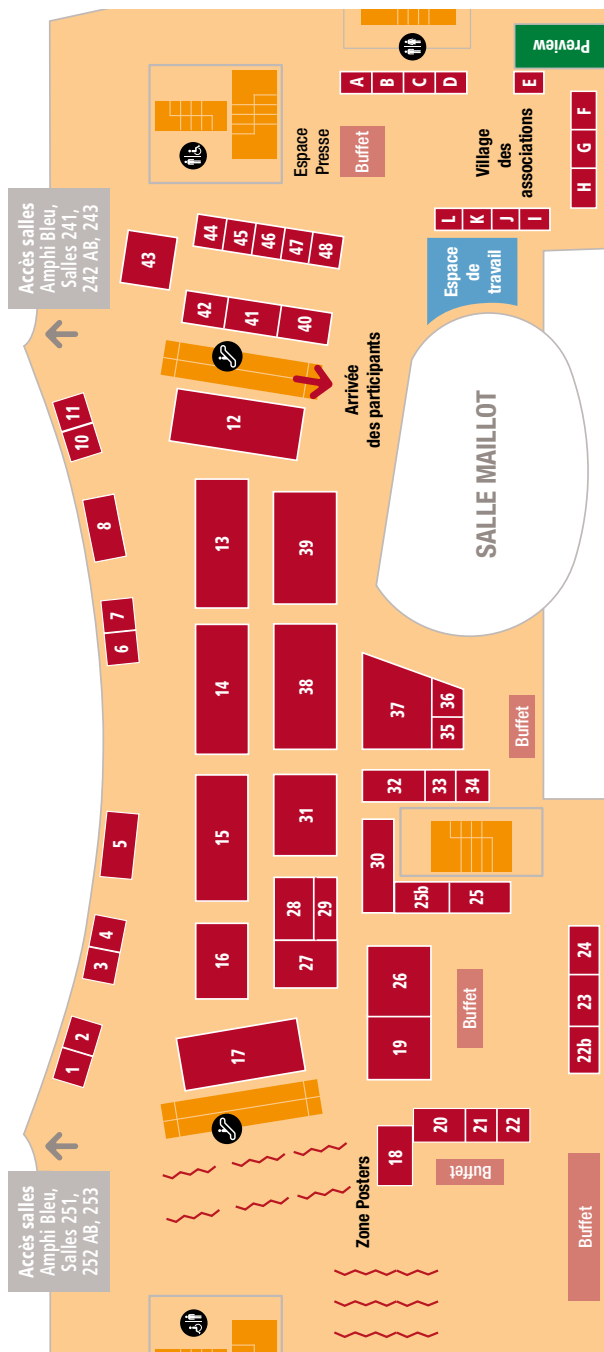 Preview
A
B
C
D
E
F
G
H
Village
des
associations
L
K
J
I
Espace
Presse
Buffet
Espace
de
travail
Accès salles
Amphi Bleu,
Salles 241,
242 AB, 243
43
44
45
46
47
48
42
41
40
Arrivée
des participants
SALLE MAILLOT
11
10
8
7
6
5
4
3
2
1
12
13
14
15
16
17
39
38
31
28
29
27
37
36
35
Buffet
32
33
34
30
25b
25
26
19
Buffet
24
23
22b
20
21
22
18
Buffet
Buffet
Zone Posters
Accès salles
Amphi Bleu,
Salles 251,
252 AB, 253